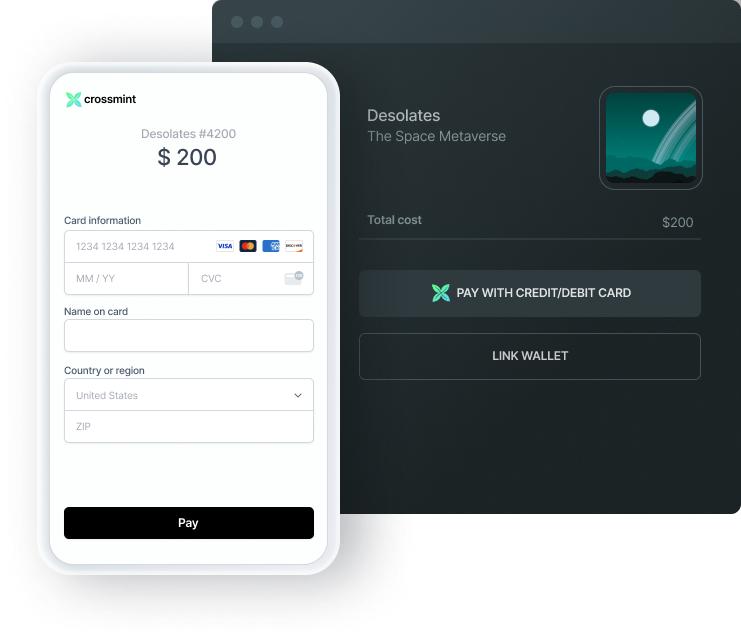 crossmint
Desolates #4200
$ 200
Card information
1234 1234 1234 1234
VISA
DISCOVER
MM / YY
CVC
Name on card
Country or region
United States
ZIP
Pay
Desolates
The Space Metaverse
Total cost
$200
PAY WITH CREDIT/DEBIT CARD
LINK WALLET